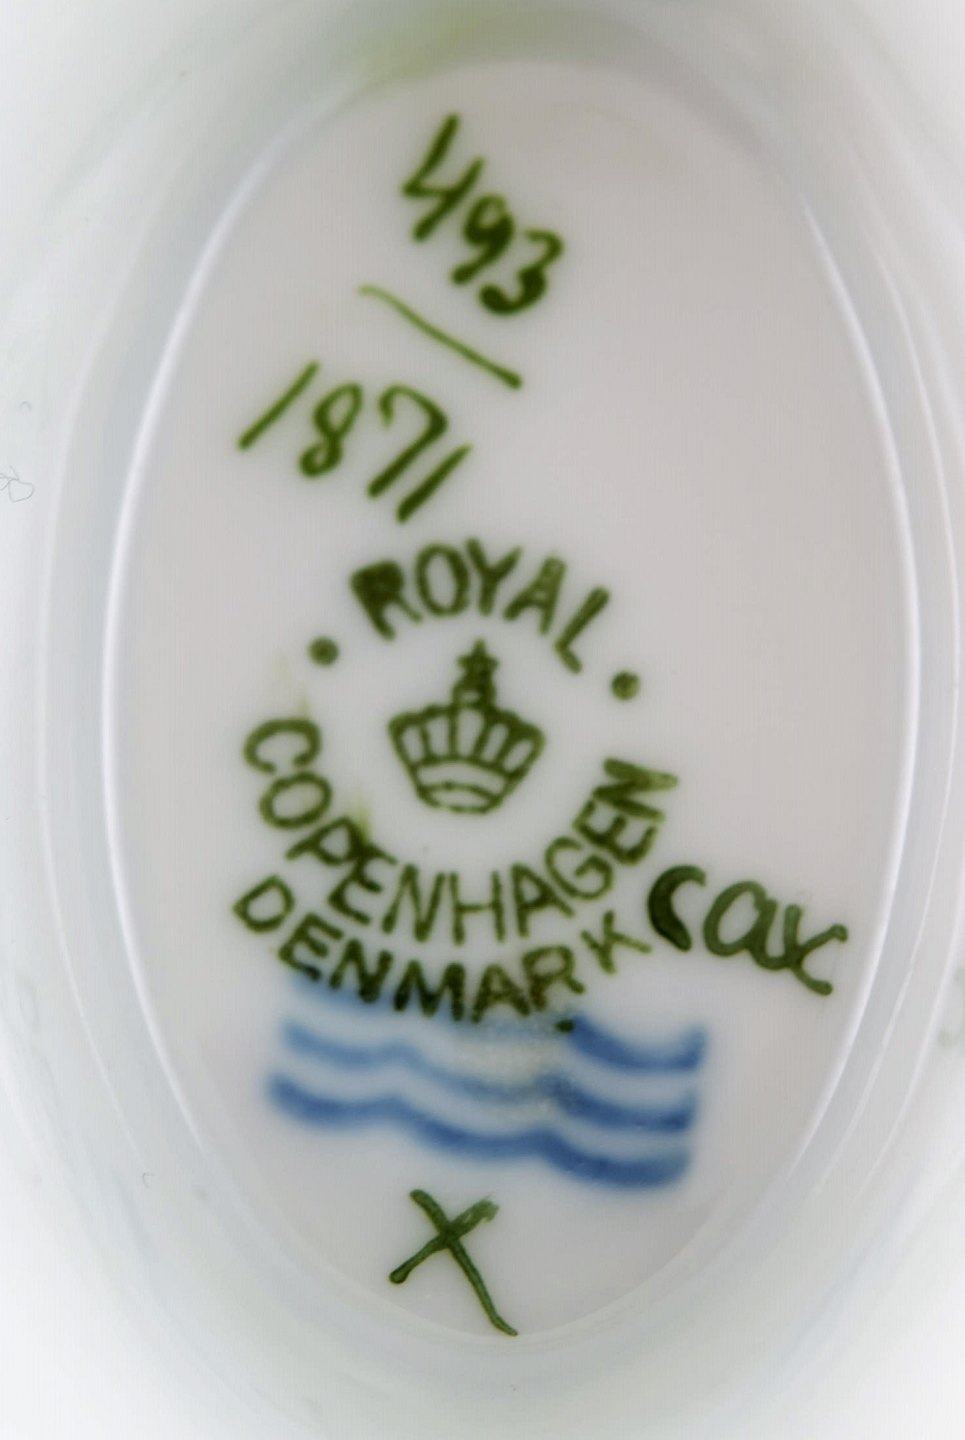 493
1871
ROYAL
COPENHAGEN
DENMARK
cax
X